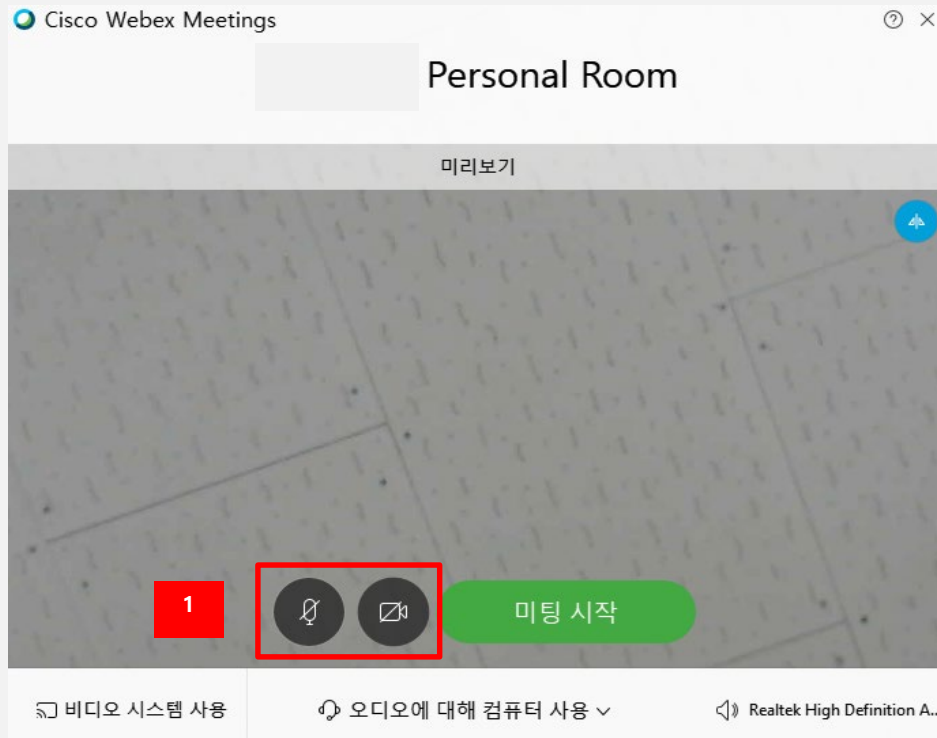 Cisco Webex Meetings
Personal Room
미리보기
1
미팅 시작
비디오 시스템 사용
오디오에 대해 컴퓨터 사용
Realtek High Definition A...